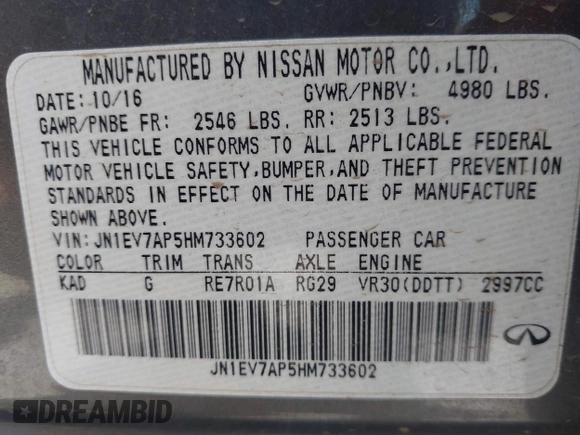 MANUFACTURED BY NISSAN MOTOR CO.,LTD.
DATE: 10/16 GVWR/PNBV: 4980 LBS.
GAWR/PNBE FR: 2546 LBS. RR: 2513 LBS.
THIS VEHICLE CONFORMS TO ALL APPLICABLE FEDERAL
MOTOR VEHICLE SAFETY,BUMPER,AND THEFT PREVENTION
STANDARDS IN EFFECT ON THE DATE OF MANUFACTURE
SHOWN ABOVE.
VIN:JN1EV7AP5HM733602 PASSENGER CAR
COLOR TRIM TRANS AXLE ENGINE
KAD G RE7R01A RG29 VR30(DDTT) 2997CC
JN1EV7AP5HM733602
DREAMBID